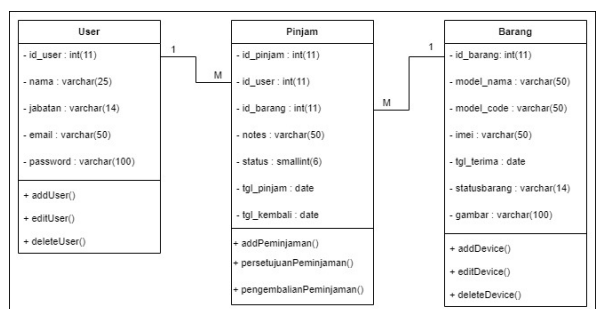 User
- id_user : int(11)
- nama : varchar(25)
- jabatan : varchar(14)
- email : varchar(50)
- password : varchar(100)
+ addUser()
+ editUser()
+ deleteUser()
1
M
Pinjam
- id_pinjam : int(11)
- id_user : int(11)
- id_barang : int(11)
- notes : varchar(50)
- status : smallint(6)
- tgl_pinjam : date
- tgl_kembali : date
+ addPeminjaman()
+ persetujuanPeminjaman()
+ pengembalianPeminjaman()
1
M
Barang
- id_barang: int(11)
- model_nama : varchar(50)
- model_code : varchar(50)
- imei : varchar(50)
- tgl_terima : date
- statusbarang : varchar(14)
- gambar : varchar(100)
+ addDevice()
+ editDevice()
+ deleteDevice()